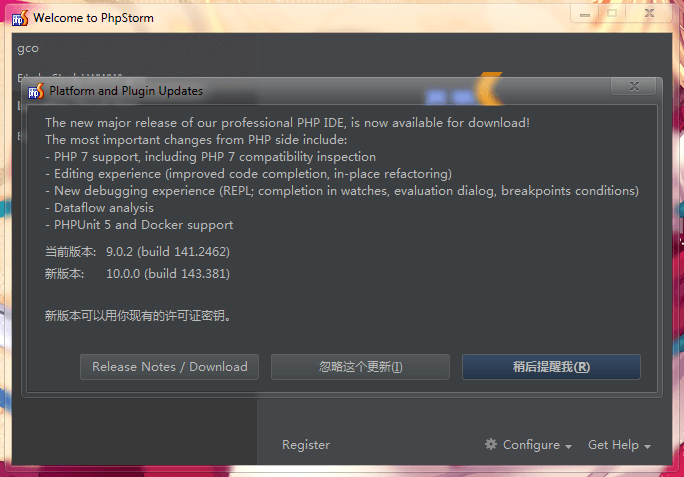 Welcome to PhpStorm
gco
Platform and Plugin Updates
The new major release of our professional PHP IDE, is now available for download!
The most important changes from PHP side include:
- PHP 7 support, including PHP 7 compatibility inspection
- Editing experience (improved code completion, in-place refactoring)
- New debugging experience (REPL; completion in watches, evaluation dialog, breakpoints conditions)
- Dataflow analysis
- PHPUnit 5 and Docker support
当前版本: 9.0.2 (build 141.2462)
新版本: 10.0.0 (build 143.381)
新版本可以用你现有的许可证密钥。
Release Notes / Download 忽略这个更新(I) 稍后提醒我(R)
Register Configure Get Help